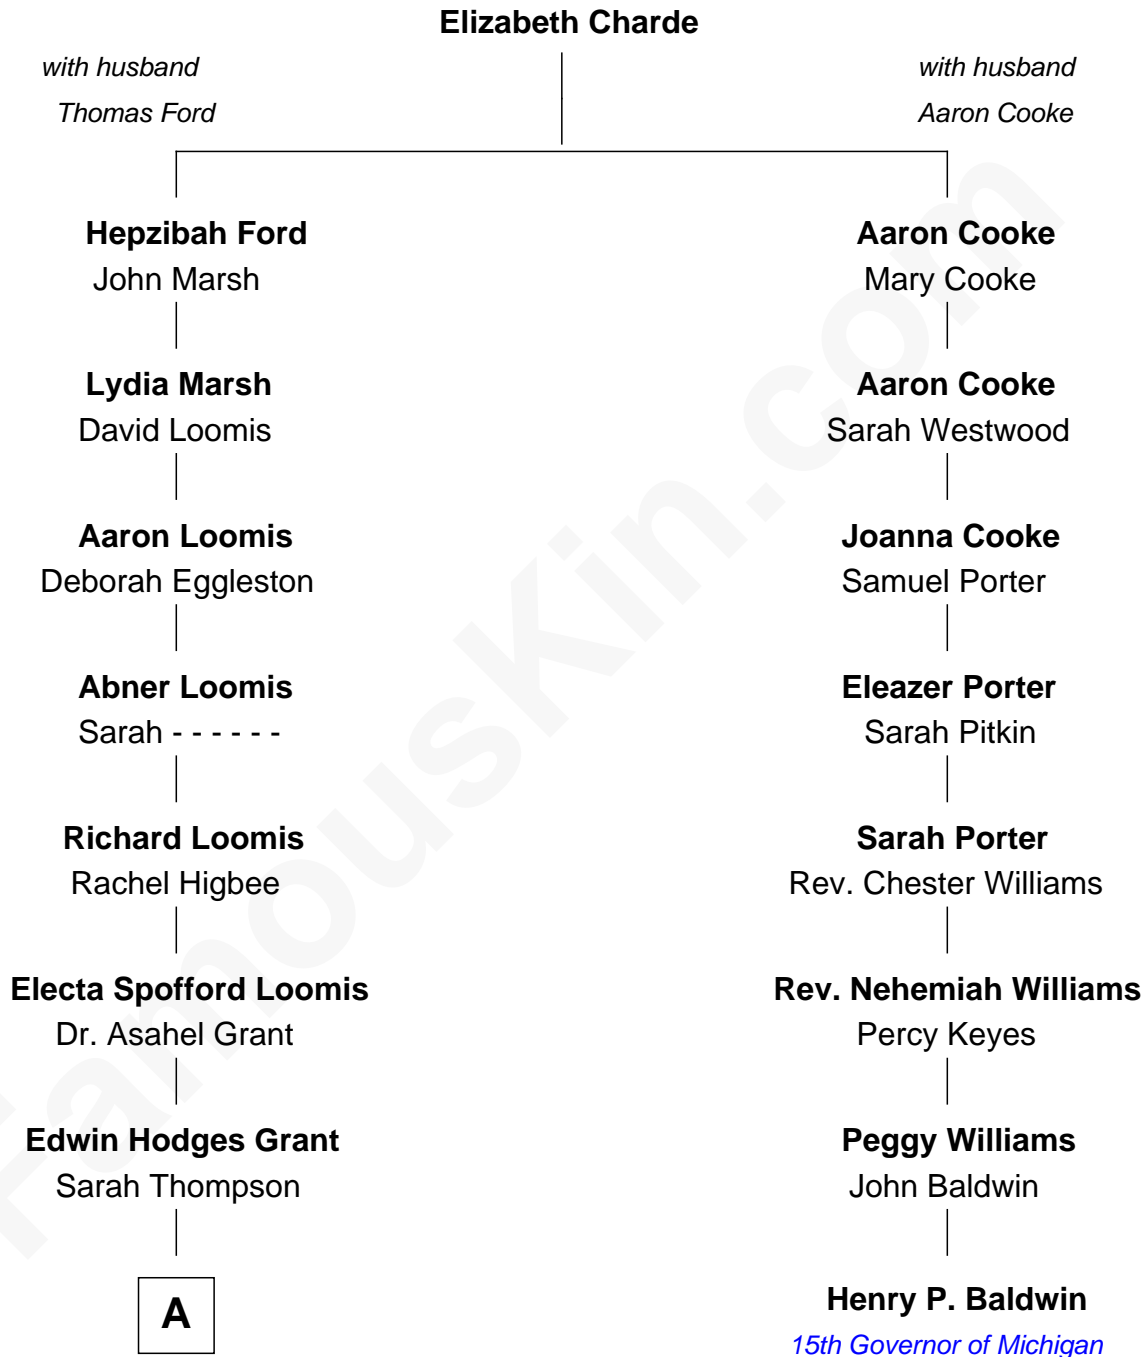 Elizabeth Charde
with husband
Thomas Ford
with husband
Aaron Cooke
Hepzibah Ford
John Marsh
Aaron Cooke
Mary Cooke
Lydia Marsh
David Loomis
Aaron Cooke
Sarah Westwood
Aaron Loomis
Deborah Eggleston
Joanna Cooke
Samuel Porter
Abner Loomis
Sarah - - - - - -
Eleazer Porter
Sarah Pitkin
Richard Loomis
Rachel Higbee
Sarah Porter
Rev. Chester Williams
Electa Spofford Loomis
Dr. Asahel Grant
Rev. Nehemiah Williams
Percy Keyes
Edwin Hodges Grant
Sarah Thompson
Peggy Williams
John Baldwin
A
Henry P. Baldwin
15th Governor of Michigan
FamousKin.com